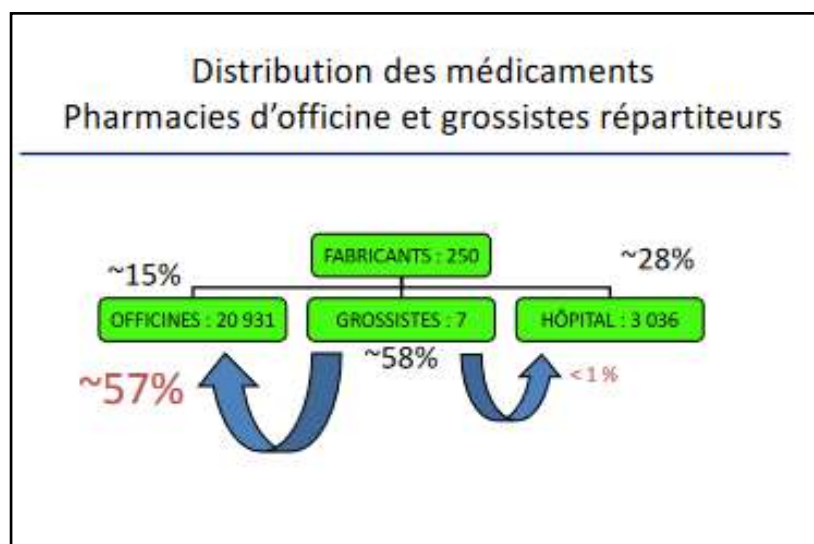 Distribution des médicaments
Pharmacies d'officine et grossistes répartiteurs
FABRICANTS : 250
~15%
~28%
OFFICINES : 20 931
GROSSISTES : 7
HÔPITAL : 3 036
~58%
~57%
< 1 %